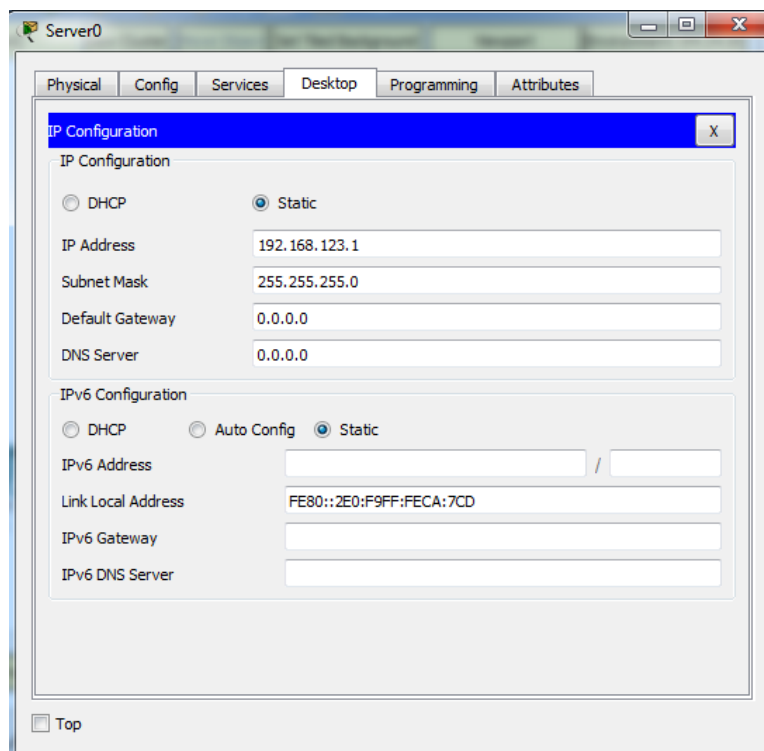 Server0
Physical Config Services Desktop Programming Attributes
IP Configuration X
IP Configuration
DHCP Static
IP Address 192.168.123.1
Subnet Mask 255.255.255.0
Default Gateway 0.0.0.0
DNS Server 0.0.0.0
IPv6 Configuration
DHCP Auto Config Static
IPv6 Address /
Link Local Address FE80::2E0:F9FF:FECA:7CD
IPv6 Gateway
IPv6 DNS Server
Top